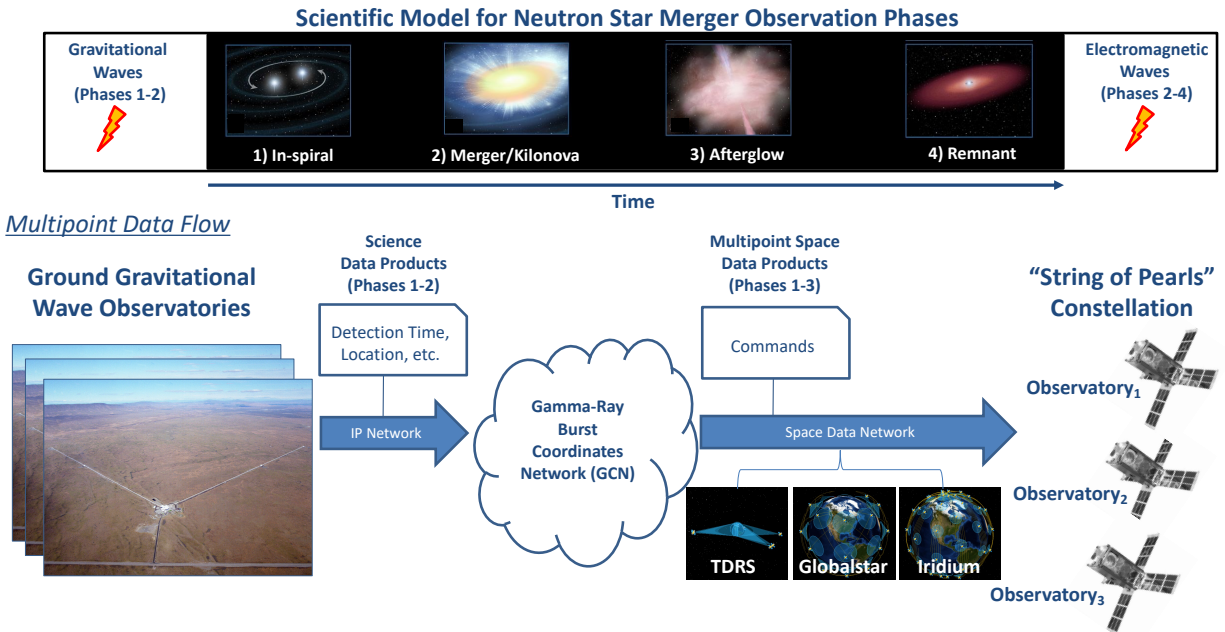 Scientific Model for Neutron Star Merger Observation Phases
Gravitational
Waves
(Phases 1-2)
1) In-spiral
2) Merger/Kilonova
3) Afterglow
4) Remnant
Electromagnetic
Waves
(Phases 2-4)
Time
Multipoint Data Flow
Ground Gravitational
Wave Observatories
Science
Data Products
(Phases 1-2)
Detection Time,
Location, etc.
IP Network
Gamma-Ray
Burst
Coordinates
Network (GCN)
Multipoint Space
Data Products
(Phases 1-3)
Commands
Space Data Network
TDRS
Globalstar
Iridium
“String of Pearls”
Constellation
Observatory₁
Observatory₂
Observatory₃